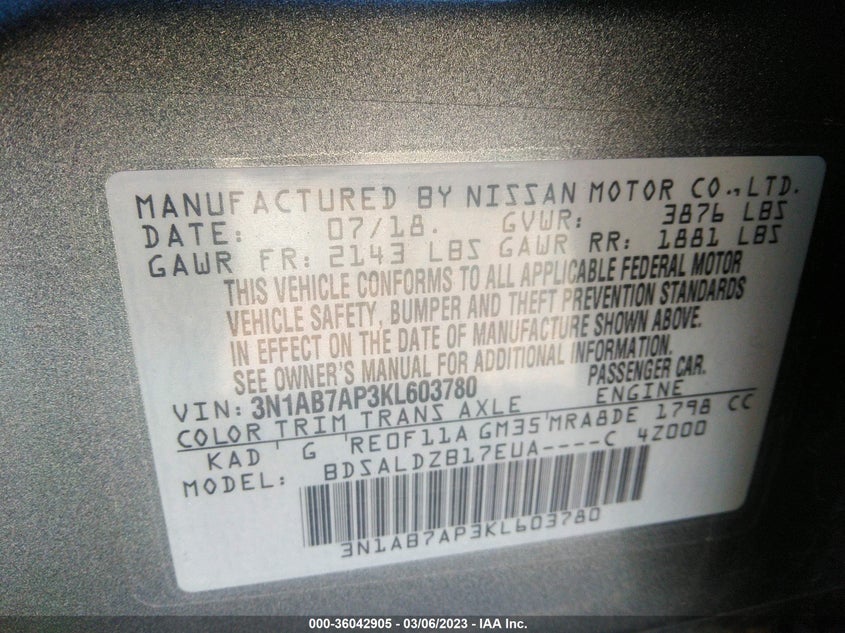 MANUFACTURED BY NISSAN MOTOR CO., LTD.
DATE: 07/18. GVWR: 3876 LBS
GAWR FR: 2143 LBS GAWR RR: 1881 LBS
THIS VEHICLE CONFORMS TO ALL APPLICABLE FEDERAL MOTOR
VEHICLE SAFETY, BUMPER AND THEFT PREVENTION STANDARDS
IN EFFECT ON THE DATE OF MANUFACTURE SHOWN ABOVE.
SEE OWNER'S MANUAL FOR ADDITIONAL INFORMATION.
VIN: 3N1AB7AP3KL603780 PASSENGER CAR.
COLOR TRIM TRANS AXLE ENGINE
KAD G RE0F11A GM35 MRA8DE 1798 CC
MODEL: BDSALDZB17EUA----C 4Z000
3N1AB7AP3KL603780
000-36042905 - 03/06/2023 - IAA Inc.